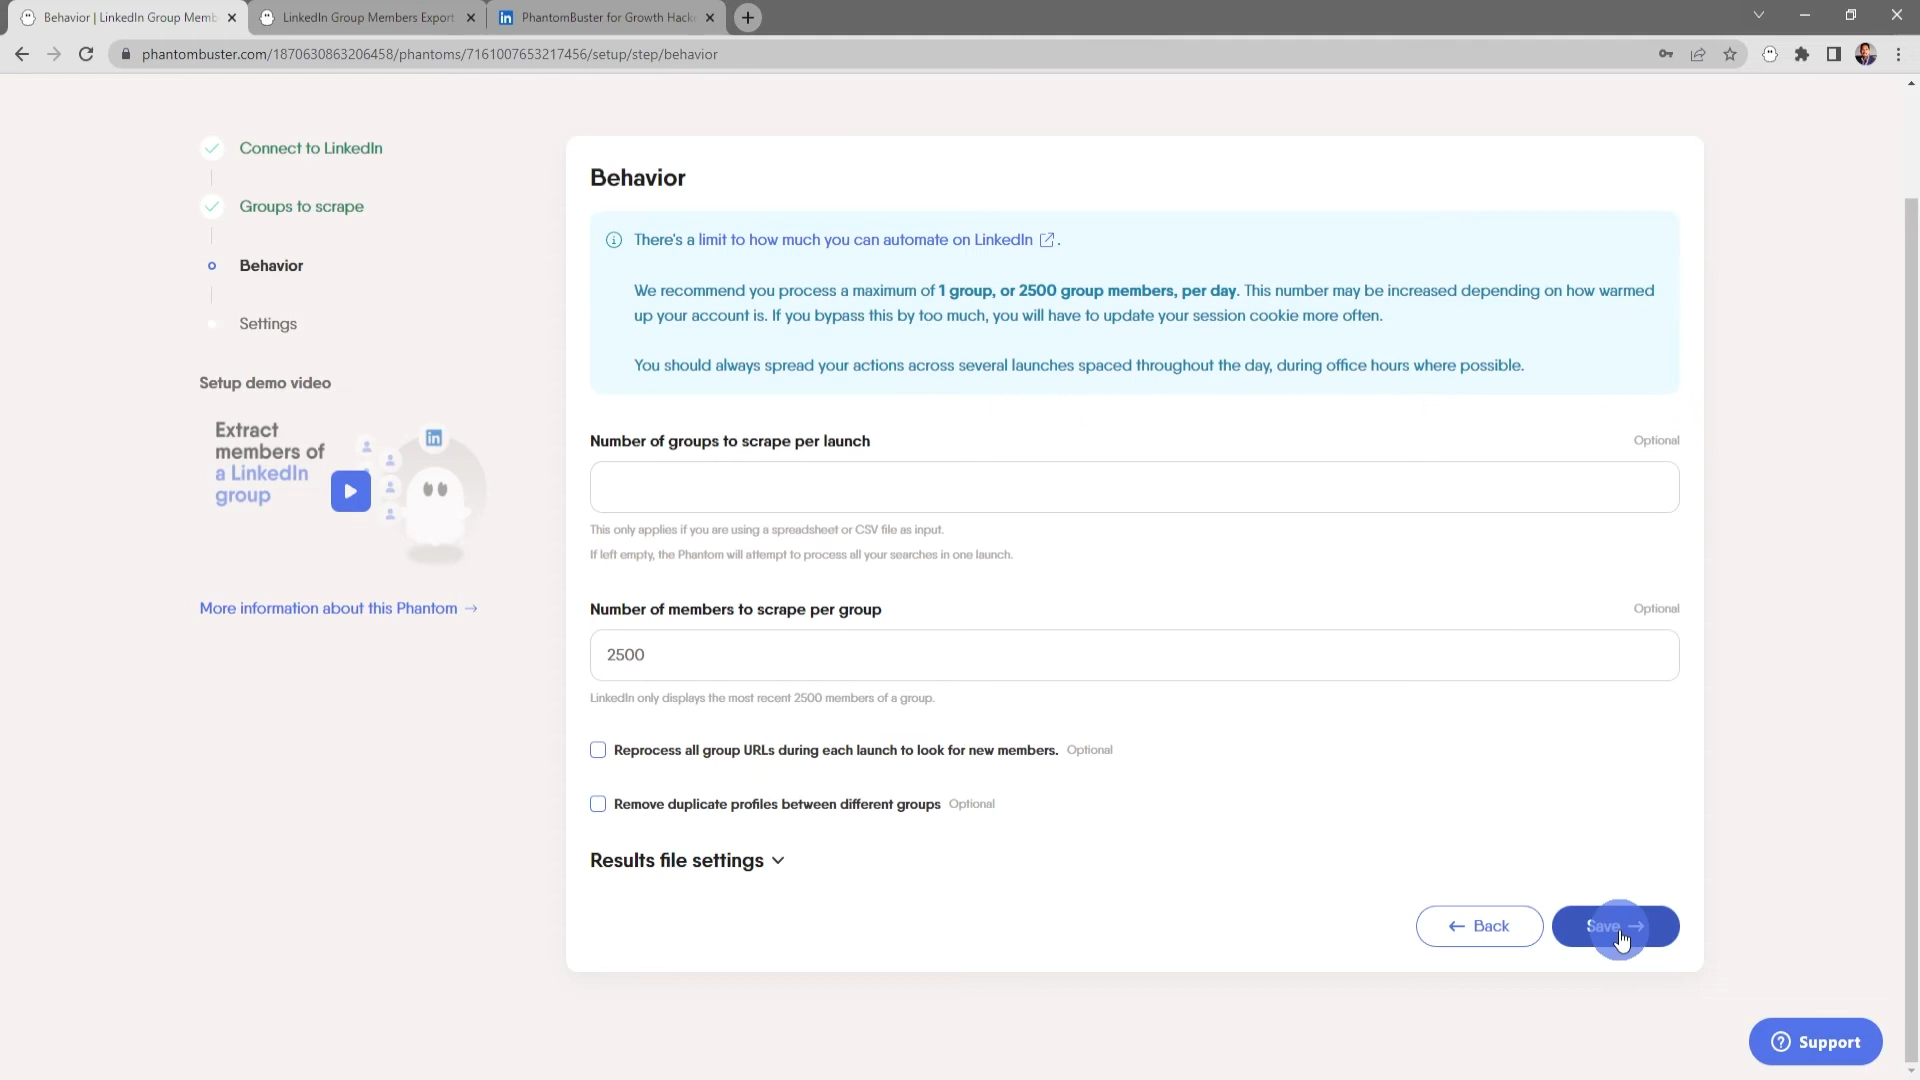 Behavior | LinkedIn Group Memb
LinkedIn Group Members Export
PhantomBuster for Growth Hack
phantombuster.com/1870630863206458/phantoms/7161007653217456/setup/step/behavior
Connect to LinkedIn
Groups to scrape
Behavior
Settings
Setup demo video
Extract
members of
a LinkedIn
group
in
More information about this Phantom →
Behavior
There's a limit to how much you can automate on LinkedIn .
We recommend you process a maximum of 1 group, or 2500 group members, per day. This number may be increased depending on how warmed
up your account is. If you bypass this by too much, you will have to update your session cookie more often.
You should always spread your actions across several launches spaced throughout the day, during office hours where possible.
Number of groups to scrape per launch
Optional
This only applies if you are using a spreadsheet or CSV file as input.
If left empty, the Phantom will attempt to process all your searches in one launch.
Number of members to scrape per group
Optional
2500
LinkedIn only displays the most recent 2500 members of a group.
Reprocess all group URLs during each launch to look for new members. Optional
Remove duplicate profiles between different groups Optional
Results file settings
← Back
Save →
Support